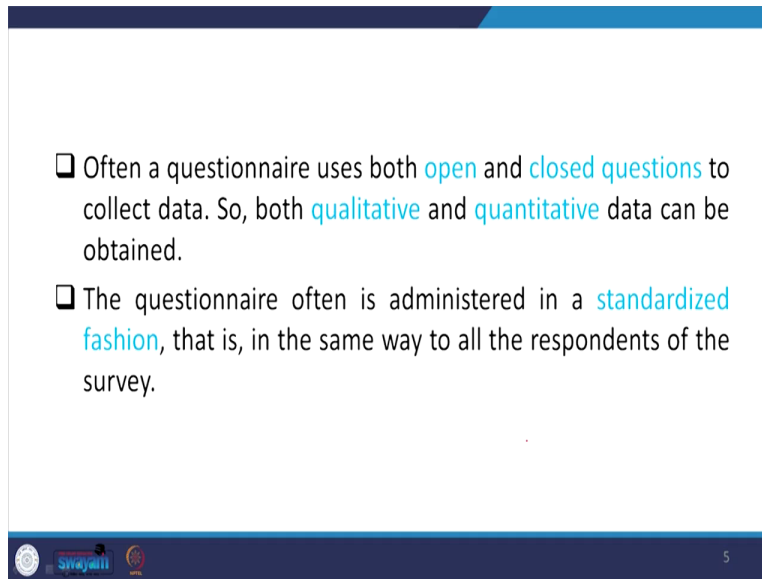 Often a questionnaire uses both open and closed questions to
collect data. So, both qualitative and quantitative data can be
obtained.
The questionnaire often is administered in a standardized
fashion, that is, in the same way to all the respondents of the
survey.
swayam
5